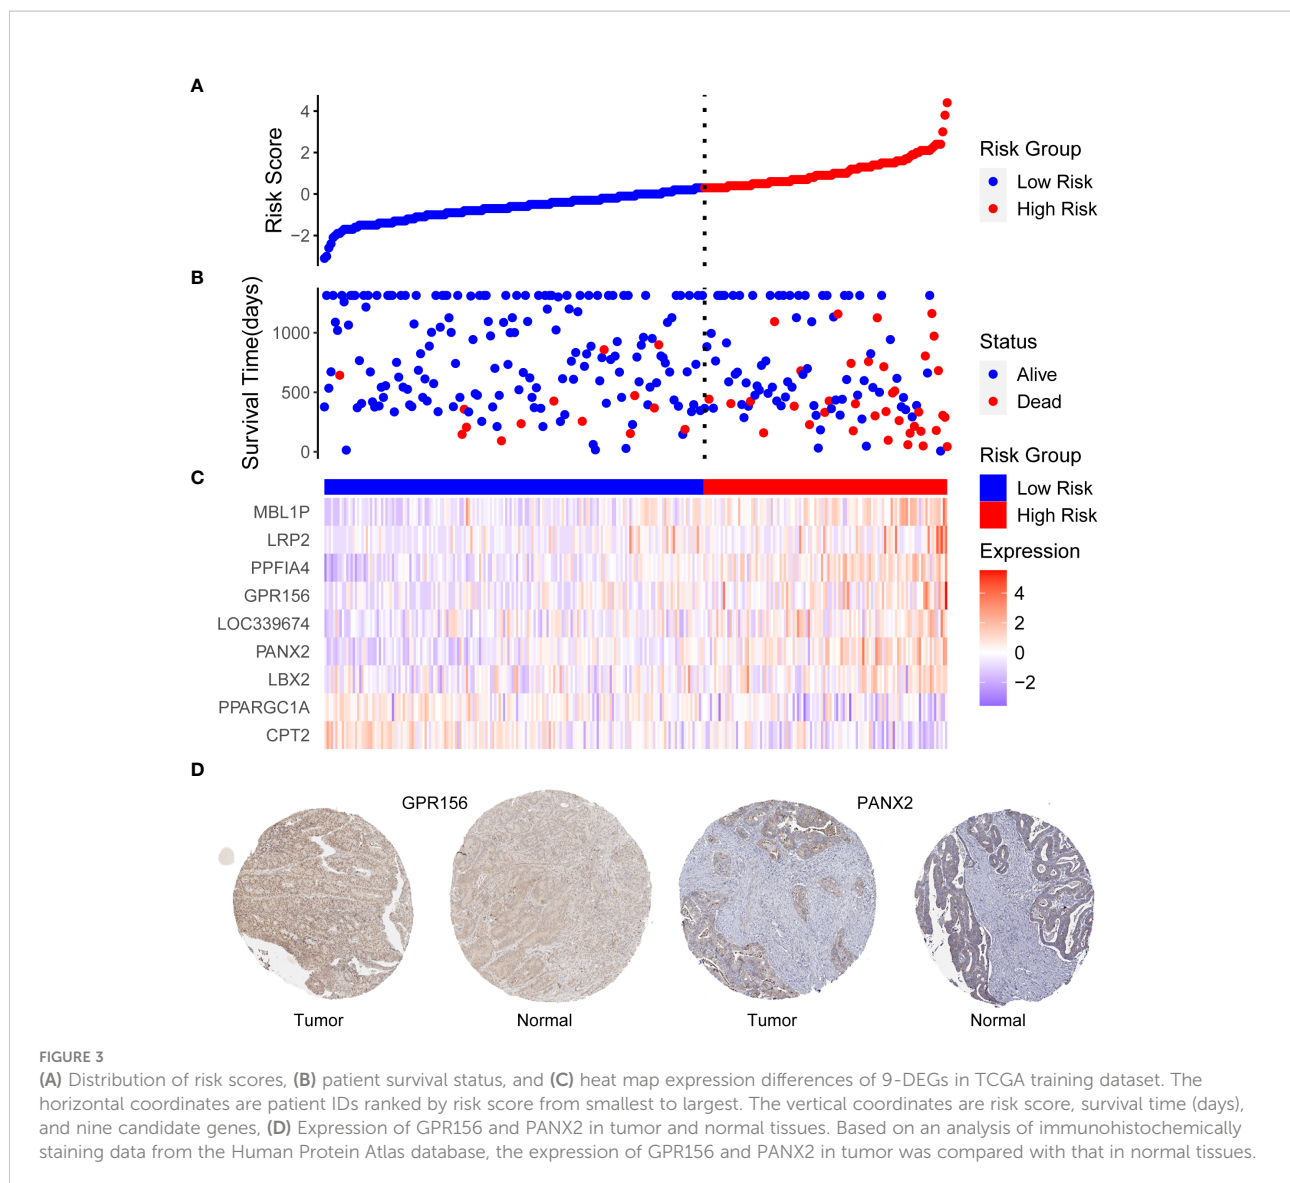 A
Risk Score
4
2
0
−2
Risk Group
Low Risk
High Risk
B
Survival Time(days)
1000
500
0
Status
Alive
Dead
C
MBL1P
LRP2
PPFIA4
GPR156
LOC339674
PANX2
LBX2
PPARGC1A
CPT2
Risk Group
Low Risk
High Risk
Expression
4
2
0
−2
D
GPR156
PANX2
Tumor
Normal
Tumor
Normal
FIGURE 3
(A) Distribution of risk scores, (B) patient survival status, and (C) heat map expression differences of 9-DEGs in TCGA training dataset. The
horizontal coordinates are patient IDs ranked by risk score from smallest to largest. The vertical coordinates are risk score, survival time (days),
and nine candidate genes, (D) Expression of GPR156 and PANX2 in tumor and normal tissues. Based on an analysis of immunohistochemically
staining data from the Human Protein Atlas database, the expression of GPR156 and PANX2 in tumor was compared with that in normal tissues.